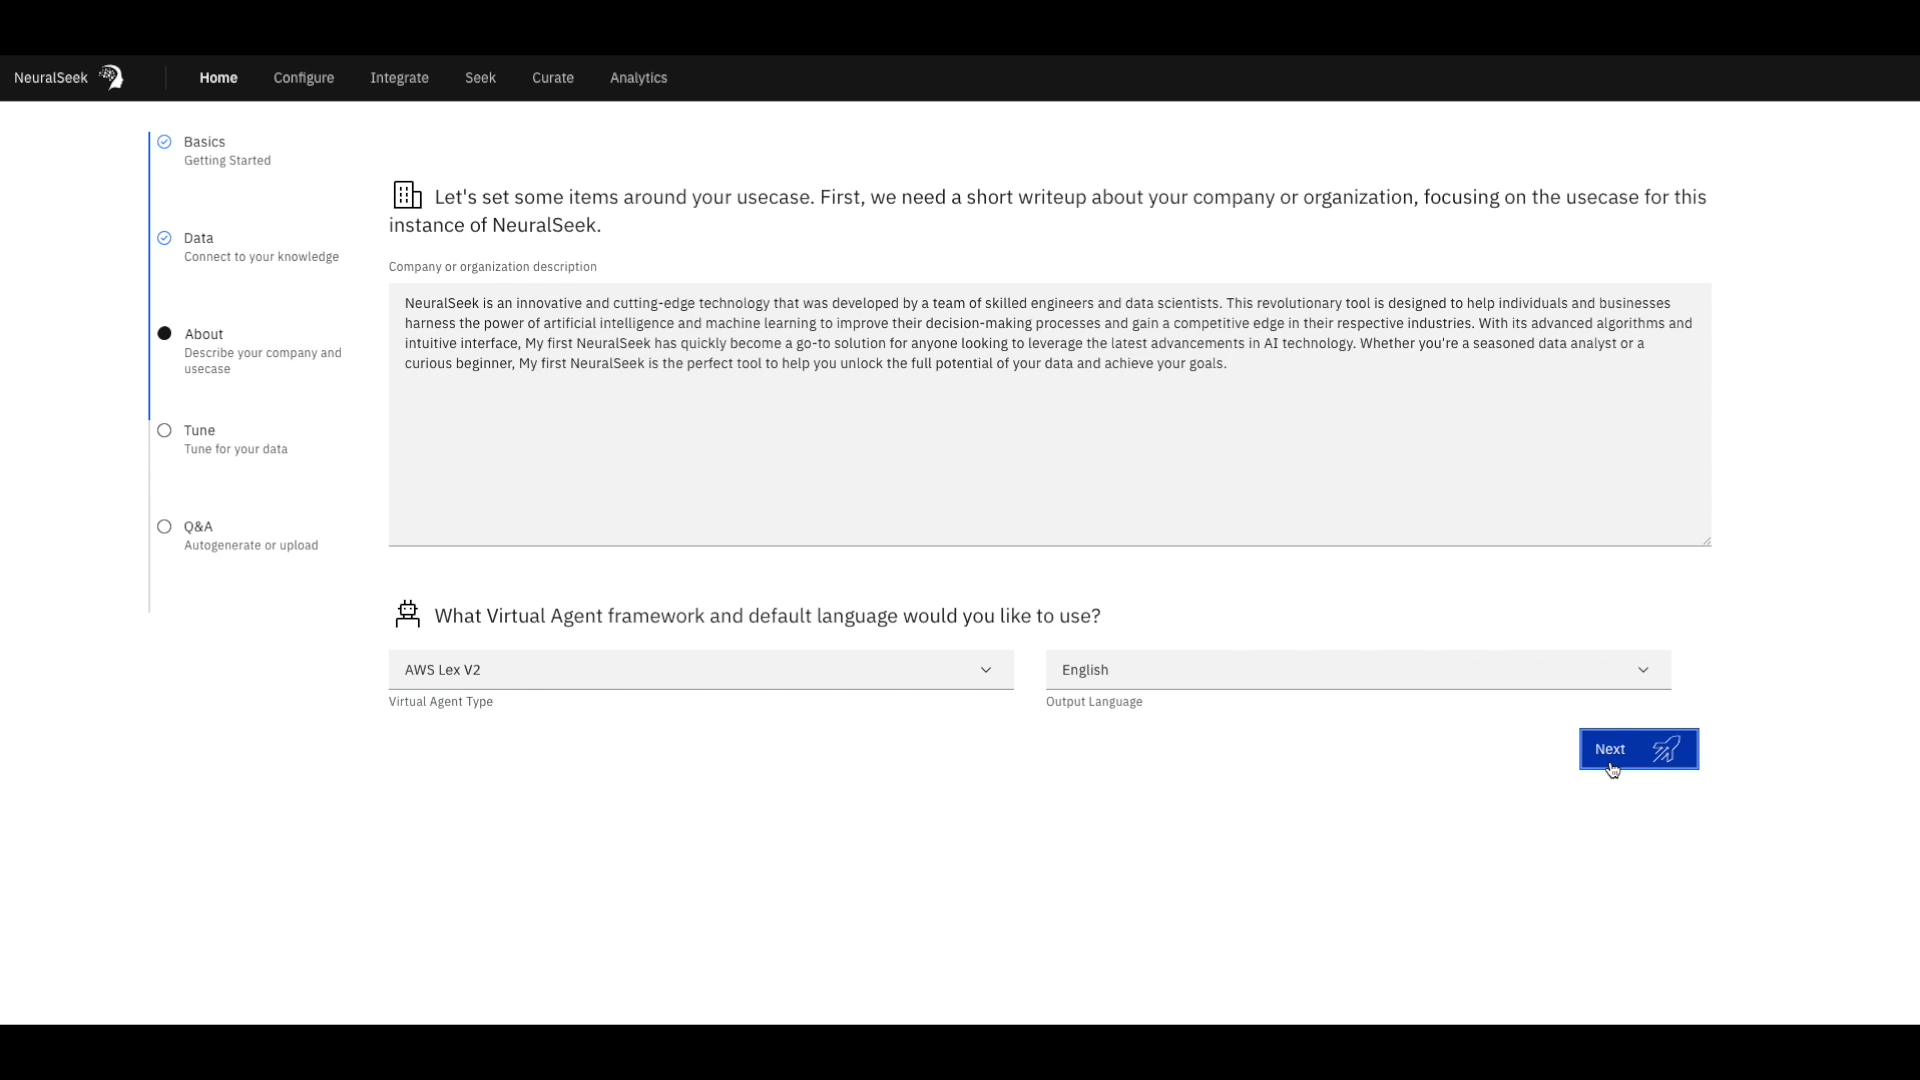 NeuralSeek
Home
Configure
Integrate
Seek
Curate
Analytics
Basics
Getting Started
Data
Connect to your knowledge
About
Describe your company and
usecase
Tune
Tune for your data
Q&A
Autogenerate or upload
Let's set some items around your usecase. First, we need a short writeup about your company or organization, focusing on the usecase for this
instance of NeuralSeek.
Company or organization description
NeuralSeek is an innovative and cutting-edge technology that was developed by a team of skilled engineers and data scientists. This revolutionary tool is designed to help individuals and businesses
harness the power of artificial intelligence and machine learning to improve their decision-making processes and gain a competitive edge in their respective industries. With its advanced algorithms and
intuitive interface, My first NeuralSeek has quickly become a go-to solution for anyone looking to leverage the latest advancements in AI technology. Whether you're a seasoned data analyst or a
curious beginner, My first NeuralSeek is the perfect tool to help you unlock the full potential of your data and achieve your goals.
What Virtual Agent framework and default language would you like to use?
AWS Lex V2
Virtual Agent Type
English
Output Language
Next